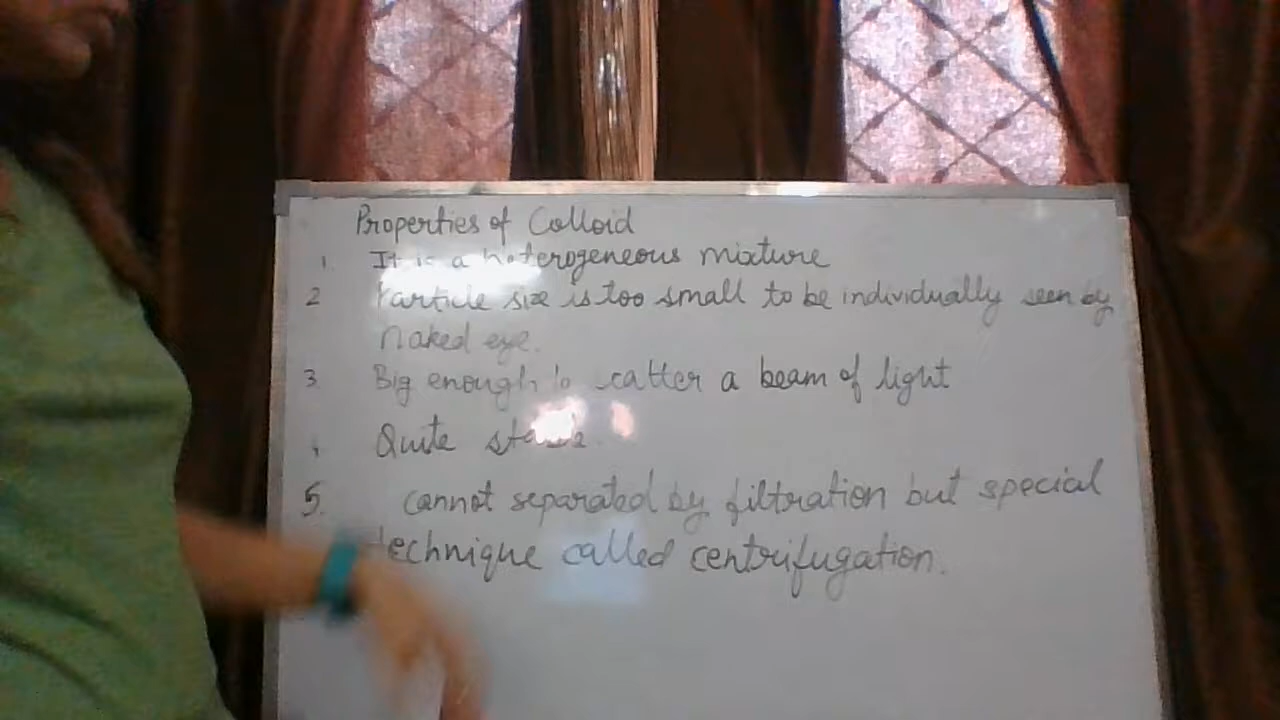 Properties of Colloid
1. It is a heterogeneous mixture
2 Particle size is too small to be individually seen by
naked eye.
3. Big enough to scatter a beam of light
4. Quite stable.
5. cannot separated by filtration but special
technique called centrifugation.